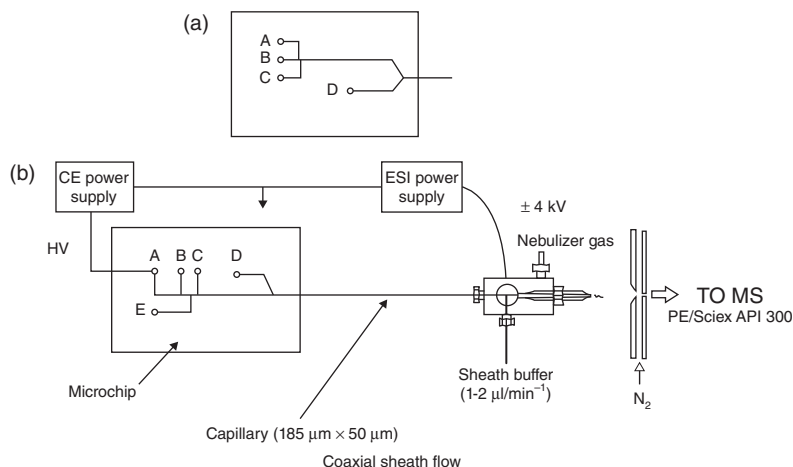 (a)
A
B
C
D
(b)
CE power
supply
ESI power
supply
± 4 kV
HV
Nebulizer gas
A B C D
E
TO MS
PE/Sciex API 300
Microchip
Sheath buffer
(1-2 µl/min⁻¹)
N₂
Capillary (185 µm × 50 µm)
Coaxial sheath flow